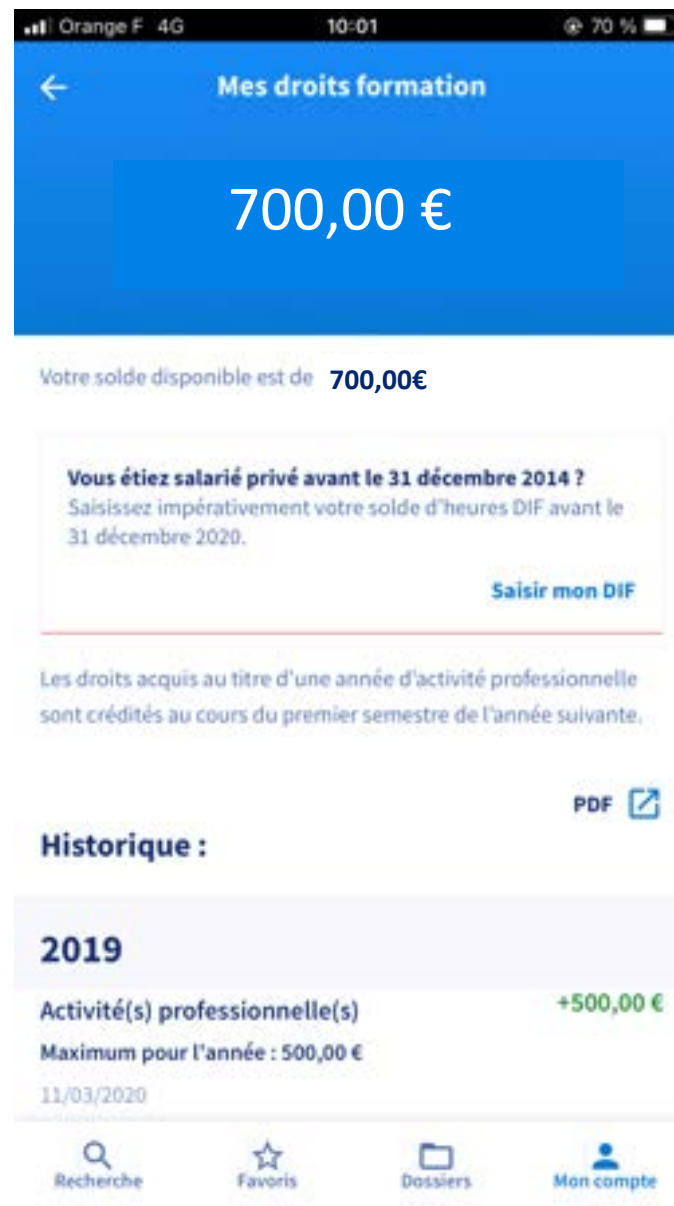 Orange F 4G 10:01 70 %
Mes droits formation
700,00 €
Votre solde disponible est de 700,00€
Vous étiez salarié privé avant le 31 décembre 2014 ?
Saisissez impérativement votre solde d'heures DIF avant le
31 décembre 2020.
Saisir mon DIF
Les droits acquis au titre d'une année d'activité professionnelle
sont crédités au cours du premier semestre de l'année suivante.
PDF
Historique :
2019
Activité(s) professionnelle(s) +500,00 €
Maximum pour l'année : 500,00 €
11/03/2020
Recherche Favoris Dossiers Mon compte